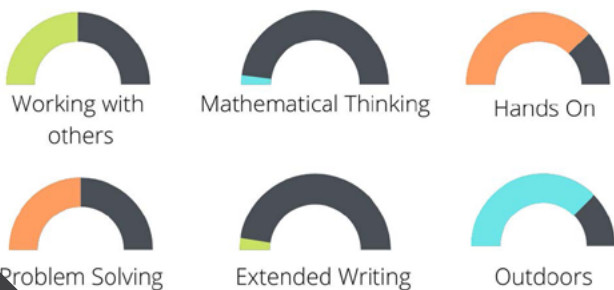 Working with
others
Mathematical Thinking
Hands On
Problem Solving
Extended Writing
Outdoors